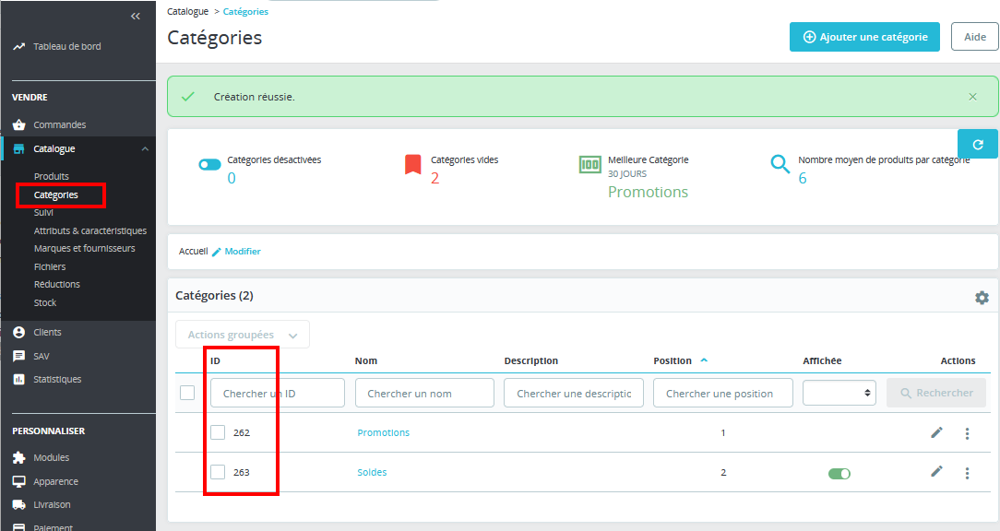 Catalogue > Catégories
Catégories
Ajouter une catégorie
Aide
Tableau de bord
VENDRE
Commandes
Catalogue
Produits
Catégories
Suivi
Attributs & caractéristiques
Marques et fournisseurs
Fichiers
Réductions
Stock
Clients
SAV
Statistiques
PERSONNALISER
Modules
Apparence
Livraison
Paiement
Création réussie.
Catégories désactivées
0
Catégories vides
2
Meilleure Catégorie
30 JOURS
Promotions
Nombre moyen de produits par catégorie
6
Accueil Modifier
Catégories (2)
Actions groupées
ID Nom Description Position Affichée Actions
Chercher un ID Chercher un nom Chercher une descriptic Chercher une position Rechercher
262 Promotions 1
263 Soldes 2